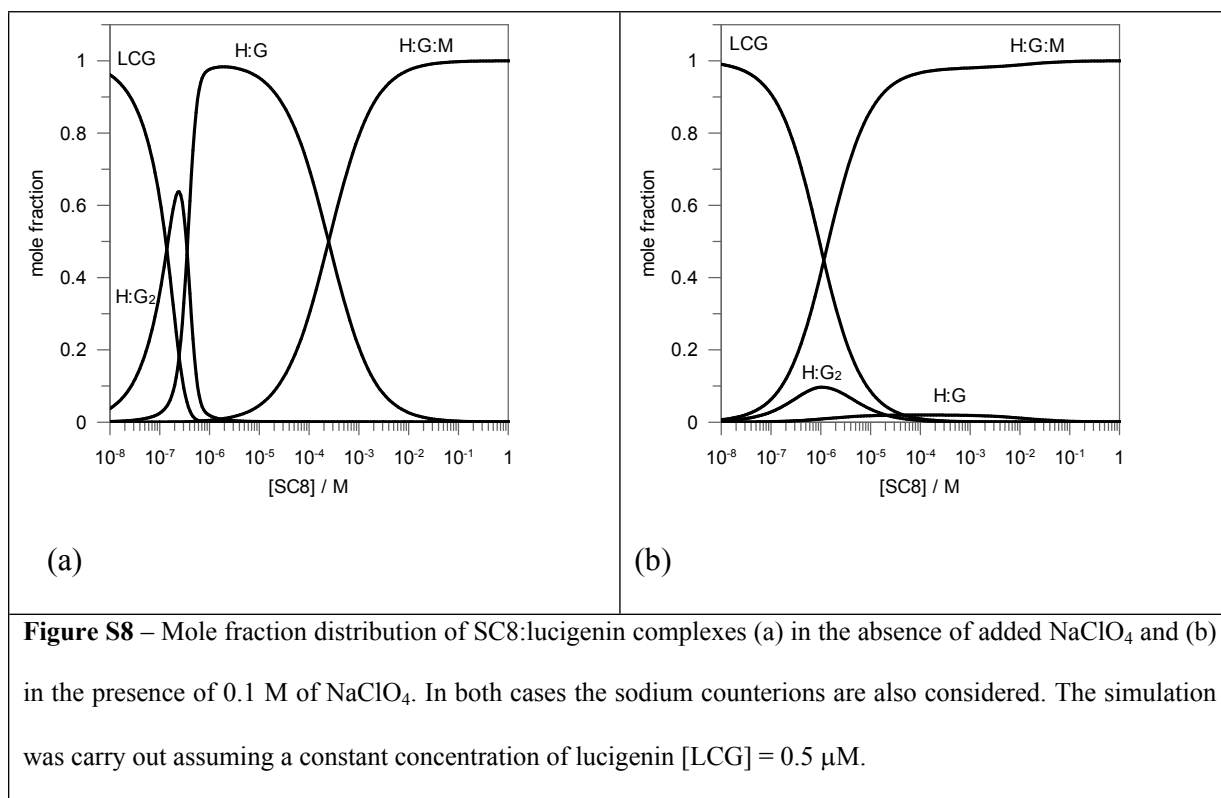 LCG
H:G
H:G:M
1
0.8
0.6
0.4
0.2
0
mole fraction
H:G₂
10⁻⁸ 10⁻⁷ 10⁻⁶ 10⁻⁵ 10⁻⁴ 10⁻³ 10⁻² 10⁻¹ 1
[SC8] / M
(a)
LCG
H:G:M
1
0.8
0.6
0.4
0.2
0
mole fraction
H:G₂
H:G
10⁻⁸ 10⁻⁷ 10⁻⁶ 10⁻⁵ 10⁻⁴ 10⁻³ 10⁻² 10⁻¹ 1
[SC8] / M
(b)
Figure S8 – Mole fraction distribution of SC8:lucigenin complexes (a) in the absence of added NaClO₄ and (b)
in the presence of 0.1 M of NaClO₄. In both cases the sodium counterions are also considered. The simulation
was carry out assuming a constant concentration of lucigenin [LCG] = 0.5 μM.